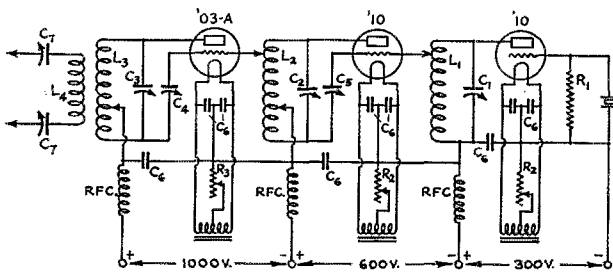 '03-A
'10
'10
C7
L3
L2
L1
C3
C4
C2
C5
C1
R1
L4
C6
C6
C6
C7
R3
R2
R2
C6
C6
C6
RFC.
RFC.
RFC
+ 1000V. -
+ 600V. -
+ 300V. -